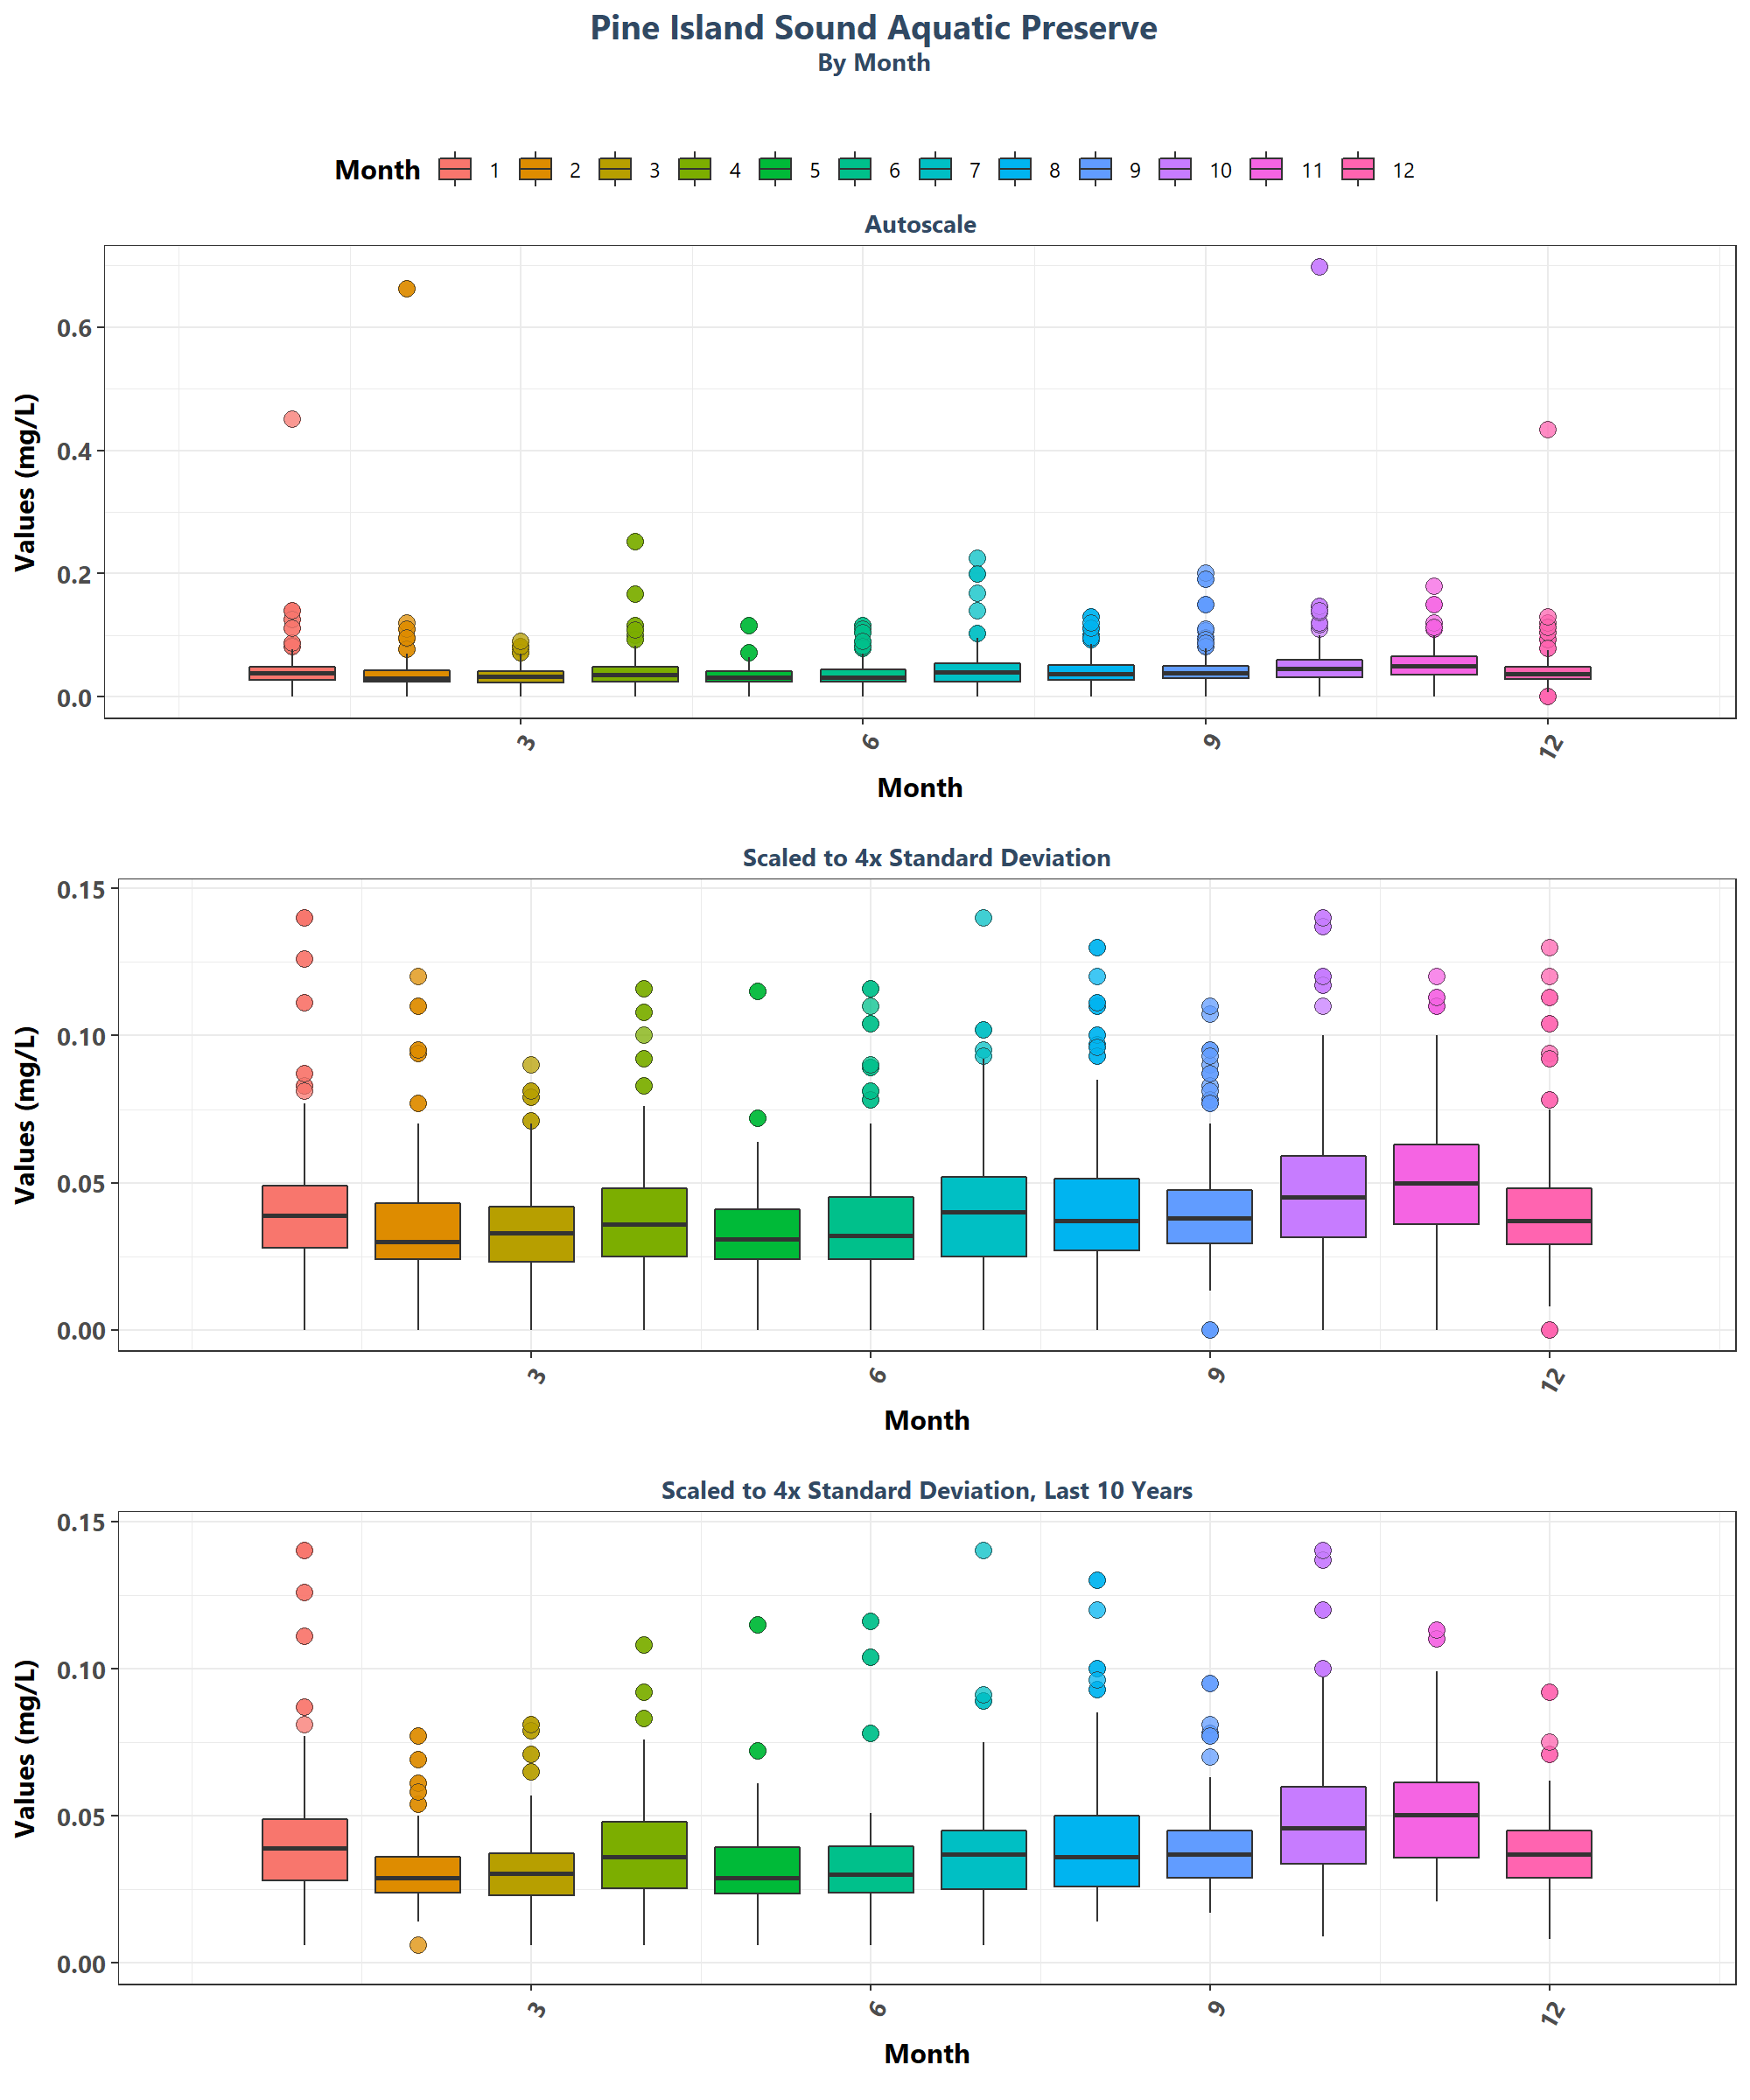 Pine Island Sound Aquatic Preserve
By Month
Month 1 2 3 4 5 6 7 8 9 10 11 12
Autoscale
Values (mg/L)
0.6
0.4
0.2
0.0
3 6 9 12
Month
Scaled to 4x Standard Deviation
Values (mg/L)
0.15
0.10
0.05
0.00
3 6 9 12
Month
Scaled to 4x Standard Deviation, Last 10 Years
Values (mg/L)
0.15
0.10
0.05
0.00
3 6 9 12
Month